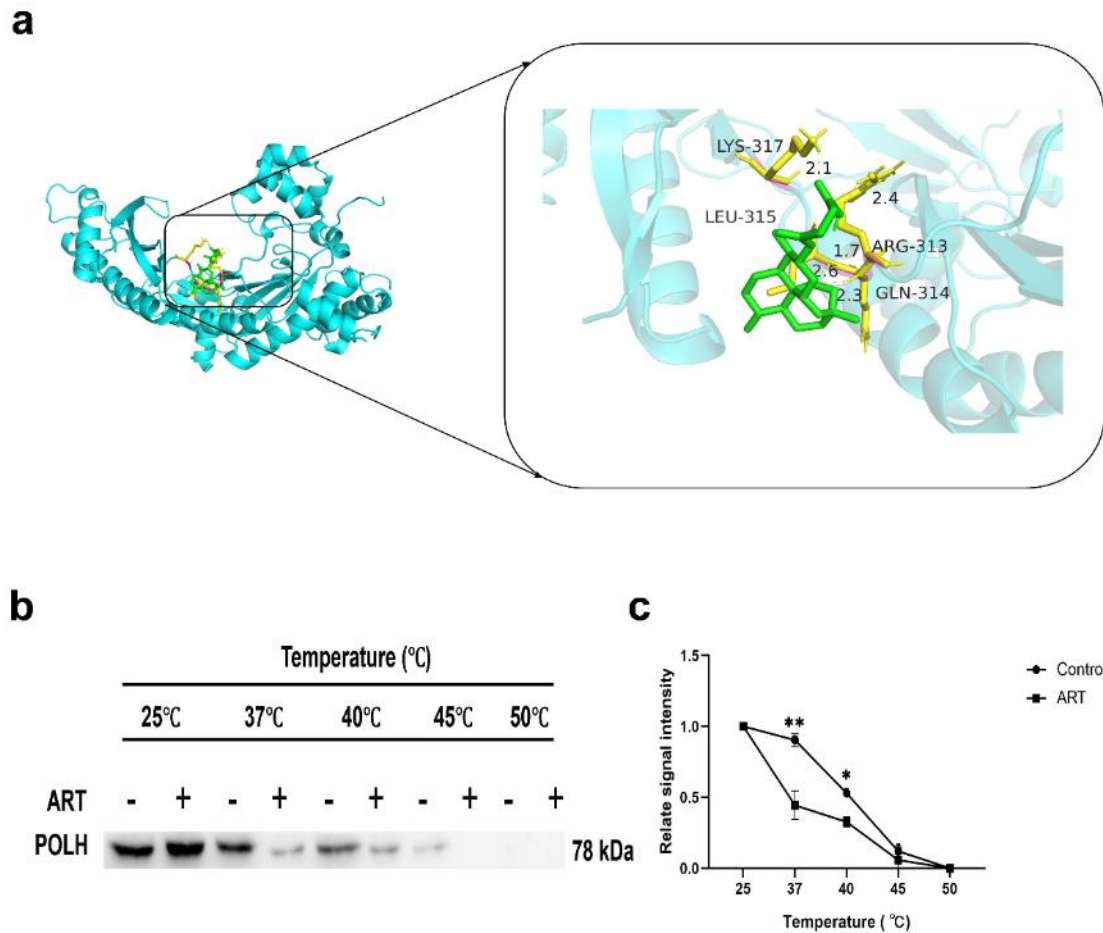 a
LYS-317
2.1
LEU-315
2.4
1.7 ARG-313
2.6
2.3 GLN-314
b
Temperature (℃)
25℃ 37℃ 40℃ 45℃ 50℃
ART - + - + - + - + - +
POLH 78 kDa
c
Relate signal intensity
1.5
1.0
0.5
0.0
** 
*
25 37 40 45 50
Temperature ( ℃)
Contro
ART